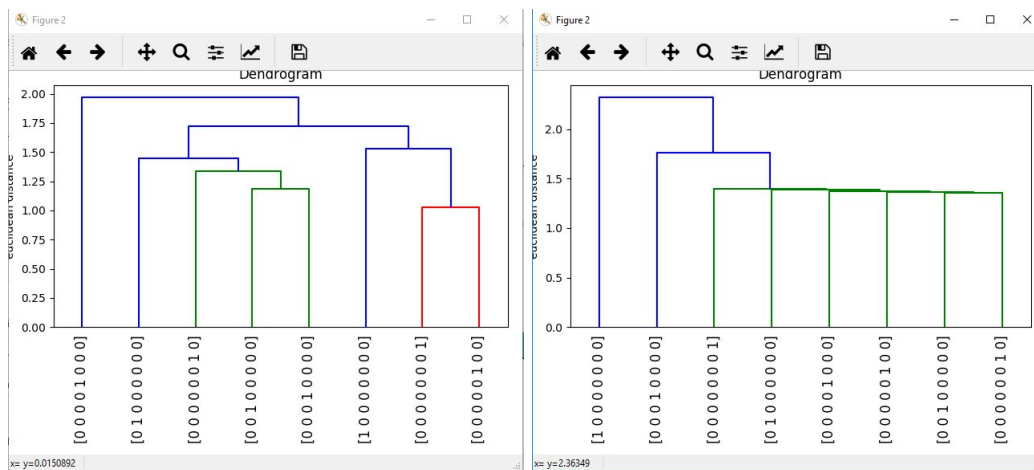 Figure 2
Dendrogram
euclidean distance
2.00
1.75
1.50
1.25
1.00
0.75
0.50
0.25
0.00
[0 0 0 0 1 0 0 0]
[0 1 0 0 0 0 0 0]
[0 0 0 0 0 0 1 0]
[0 0 1 0 0 0 0 0]
[0 0 0 1 0 0 0 0]
[1 0 0 0 0 0 0 0]
[0 0 0 0 0 0 0 1]
[0 0 0 0 0 1 0 0]
x= y=0.0150892
Figure 2
Dendrogram
euclidean distance
2.0
1.5
1.0
0.5
0.0
[1 0 0 0 0 0 0 0]
[0 0 0 1 0 0 0 0]
[0 0 0 0 0 0 0 1]
[0 1 0 0 0 0 0 0]
[0 0 0 0 1 0 0 0]
[0 0 0 0 0 1 0 0]
[0 0 1 0 0 0 0 0]
[0 0 0 0 0 0 1 0]
x= y=2.36349